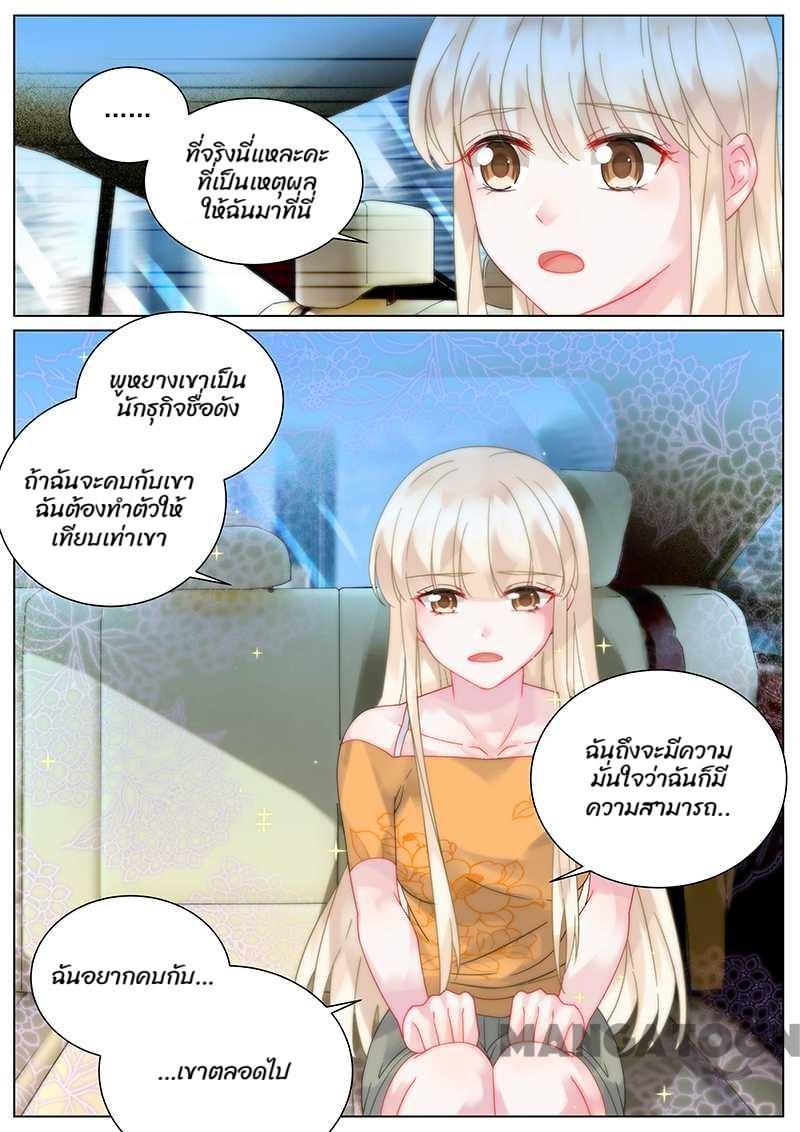 ......
ที่จริงนี่แหละคะ
ที่เป็นเหตุผล
ให้ฉันมาที่นี่
พูหยางเขาเป็น
นักธุกิจชื่อดัง
ถ้าฉันจะคบกับเขา
ฉันต้องทำตัวให้
เทียบเท่าเขา
ฉันถึงจะมีความ
มั่นใจว่าฉันก็มี
ความสามารถ..
ฉันอยากคบกับ...
...เขาตลอดไป
MANGATOON